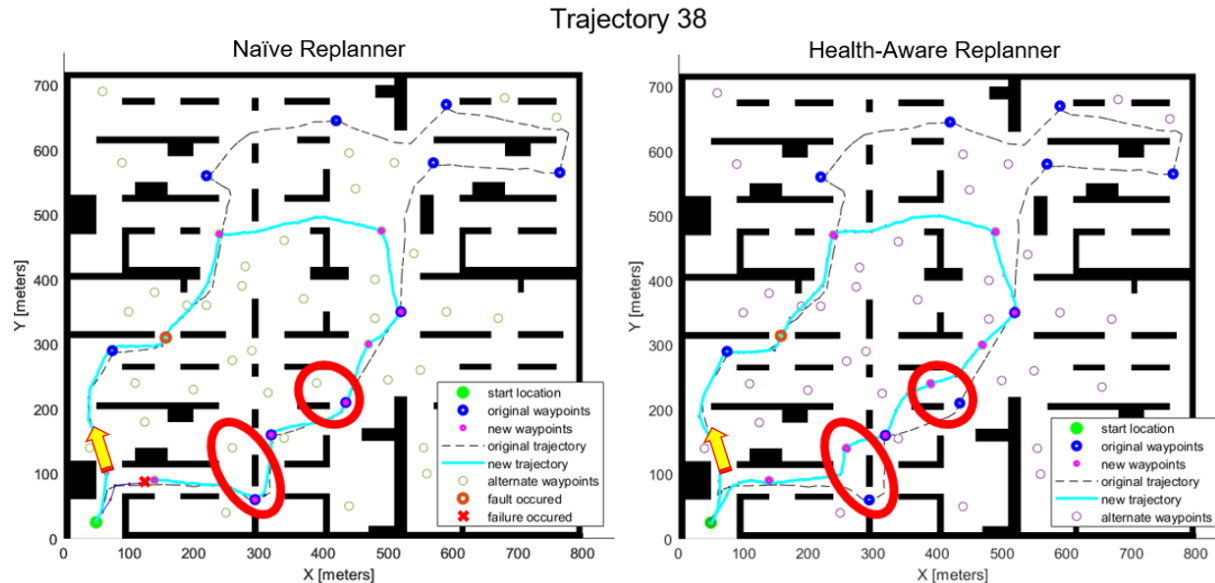 Trajectory 38
Naïve Replanner
700
600
500
400
300
200
100
0
Y [meters]
0 100 200 300 400 500 600 700 800
X [meters]
start location
original waypoints
new waypoints
original trajectory
new trajectory
alternate waypoints
fault occured
failure occured
Health-Aware Replanner
700
600
500
400
300
200
100
0
Y [meters]
0 100 200 300 400 500 600 700 800
X [meters]
start location
original waypoints
new waypoints
original trajectory
new trajectory
alternate waypoints